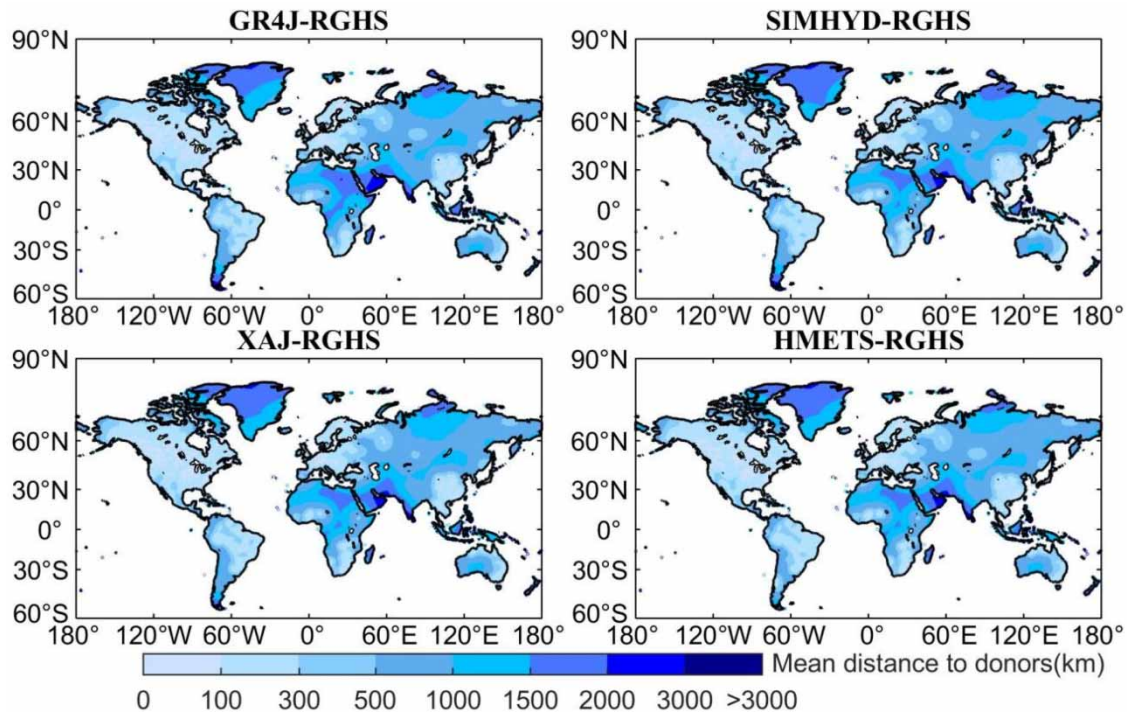 GR4J-RGHS SIMHYD-RGHS
90°N 90°N
60°N 60°N
30°N 30°N
0° 0°
30°S 30°S
60°S 60°S
180° 120°W 60°W 0° 60°E 120°E 180° 180° 120°W 60°W 0° 60°E 120°E 180°
XAJ-RGHS HMETS-RGHS
90°N 90°N
60°N 60°N
30°N 30°N
0° 0°
30°S 30°S
60°S 60°S
180° 120°W 60°W 0° 60°E 120°E 180° 180° 120°W 60°W 0° 60°E 120°E 180°
Mean distance to donors(km)
0 100 300 500 1000 1500 2000 3000 >3000